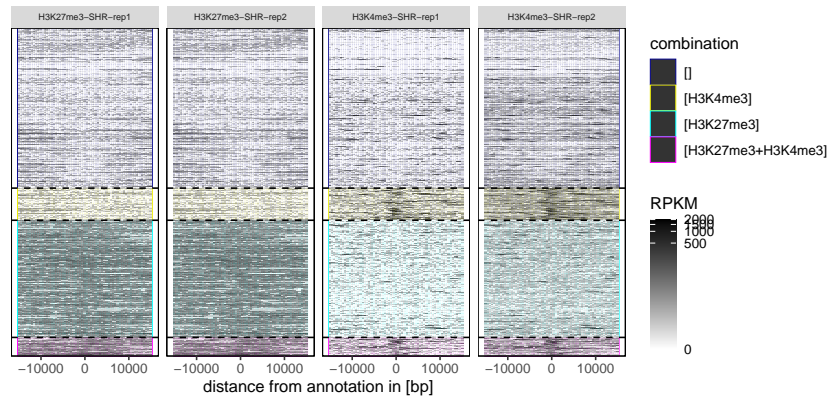 H3K27me3−SHR−rep1 H3K27me3−SHR−rep2 H3K4me3−SHR−rep1 H3K4me3−SHR−rep2
combination
[]
[H3K4me3]
[H3K27me3]
[H3K27me3+H3K4me3]
RPKM
2000
1500
1000
500
0
−10000 0 10000 −10000 0 10000 −10000 0 10000 −10000 0 10000
distance from annotation in [bp]